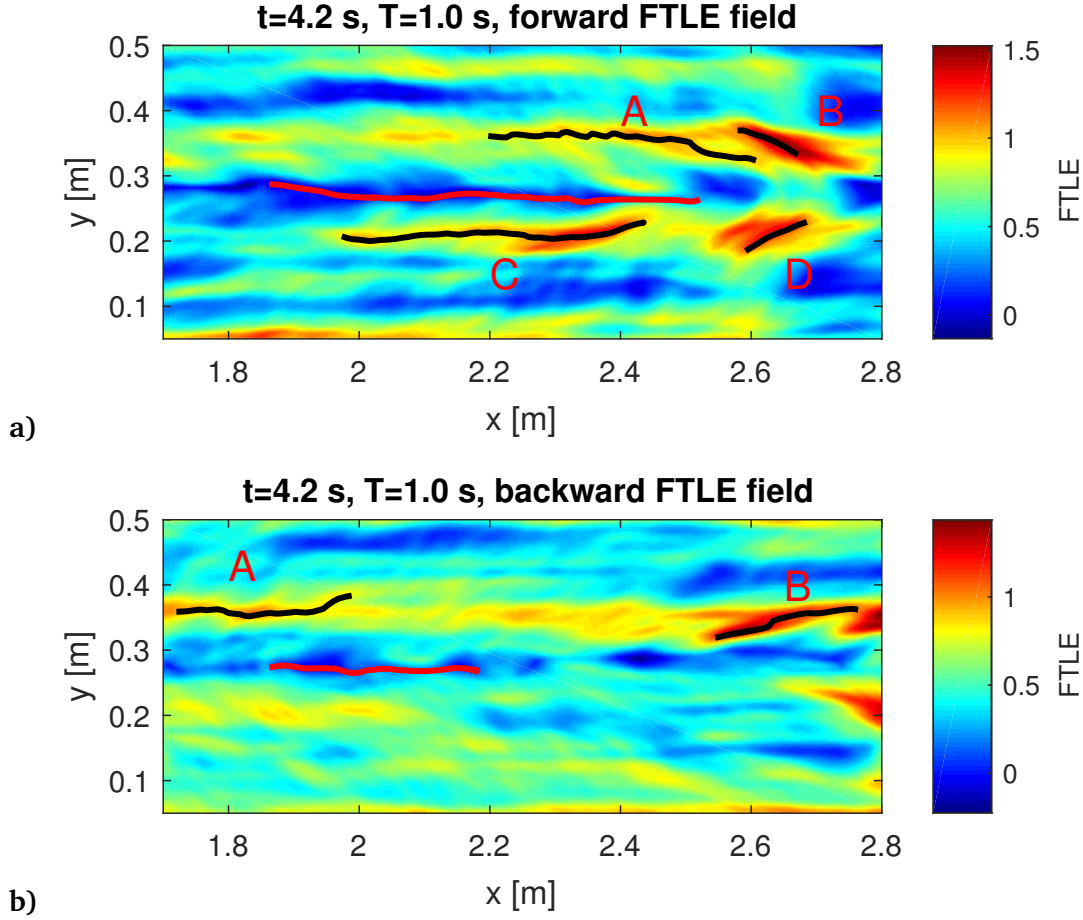 t=4.2 s, T=1.0 s, forward FTLE field
0.5
0.4
0.3
0.2
0.1
y [m]
A
B
C
D
1.8
2
2.2
2.4
2.6
2.8
x [m]
1.5
1
0.5
0
FTLE
a)
t=4.2 s, T=1.0 s, backward FTLE field
0.5
0.4
0.3
0.2
0.1
y [m]
A
B
1.8
2
2.2
2.4
2.6
2.8
x [m]
1
0.5
0
FTLE
b)